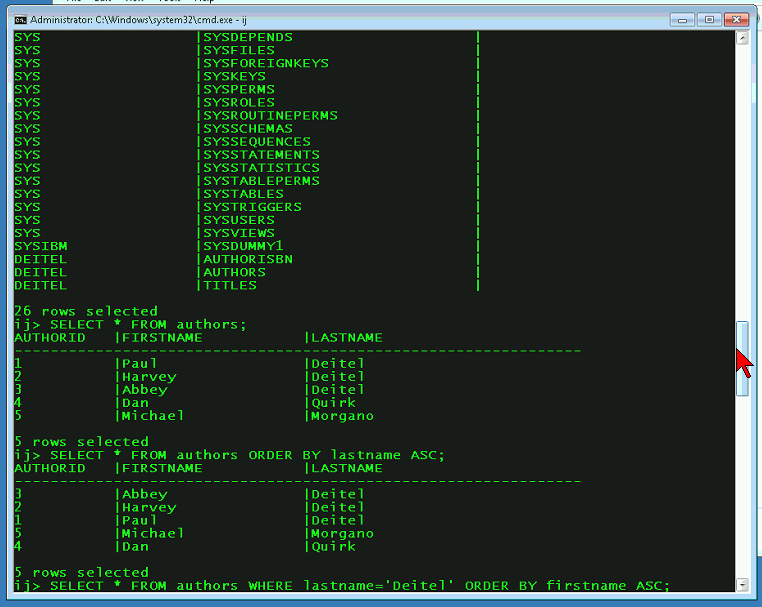 Administrator: C:\Windows\system32\cmd.exe - ij
SYS |SYSDEPENDS |
SYS |SYSFILES |
SYS |SYSFOREIGNKEYS |
SYS |SYSKEYS |
SYS |SYSPERMS |
SYS |SYSROLES |
SYS |SYSROUTINEPERMS |
SYS |SYSSCHEMAS |
SYS |SYSSEQUENCES |
SYS |SYSSTATEMENTS |
SYS |SYSSTATISTICS |
SYS |SYSTABLEPERMS |
SYS |SYSTABLES |
SYS |SYSTRIGGERS |
SYS |SYSUSERS |
SYS |SYSVIEWS |
SYSIBM |SYSDUMMY1 |
DEITEL |AUTHORISBN |
DEITEL |AUTHORS |
DEITEL |TITLES |
26 rows selected
ij> SELECT * FROM authors;
AUTHORID |FIRSTNAME |LASTNAME
----------------------------------------------------------------
1 |Paul |Deitel
2 |Harvey |Deitel
3 |Abbey |Deitel
4 |Dan |Quirk
5 |Michael |Morgano
5 rows selected
ij> SELECT * FROM authors ORDER BY lastname ASC;
AUTHORID |FIRSTNAME |LASTNAME
----------------------------------------------------------------
3 |Abbey |Deitel
2 |Harvey |Deitel
1 |Paul |Deitel
5 |Michael |Morgano
4 |Dan |Quirk
5 rows selected
ij> SELECT * FROM authors WHERE lastname='Deitel' ORDER BY firstname ASC;